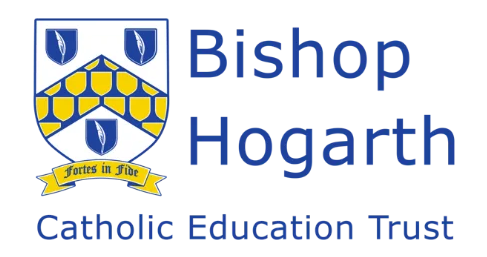 Bishop
Hogarth
Fortes in Fide
Catholic Education Trust